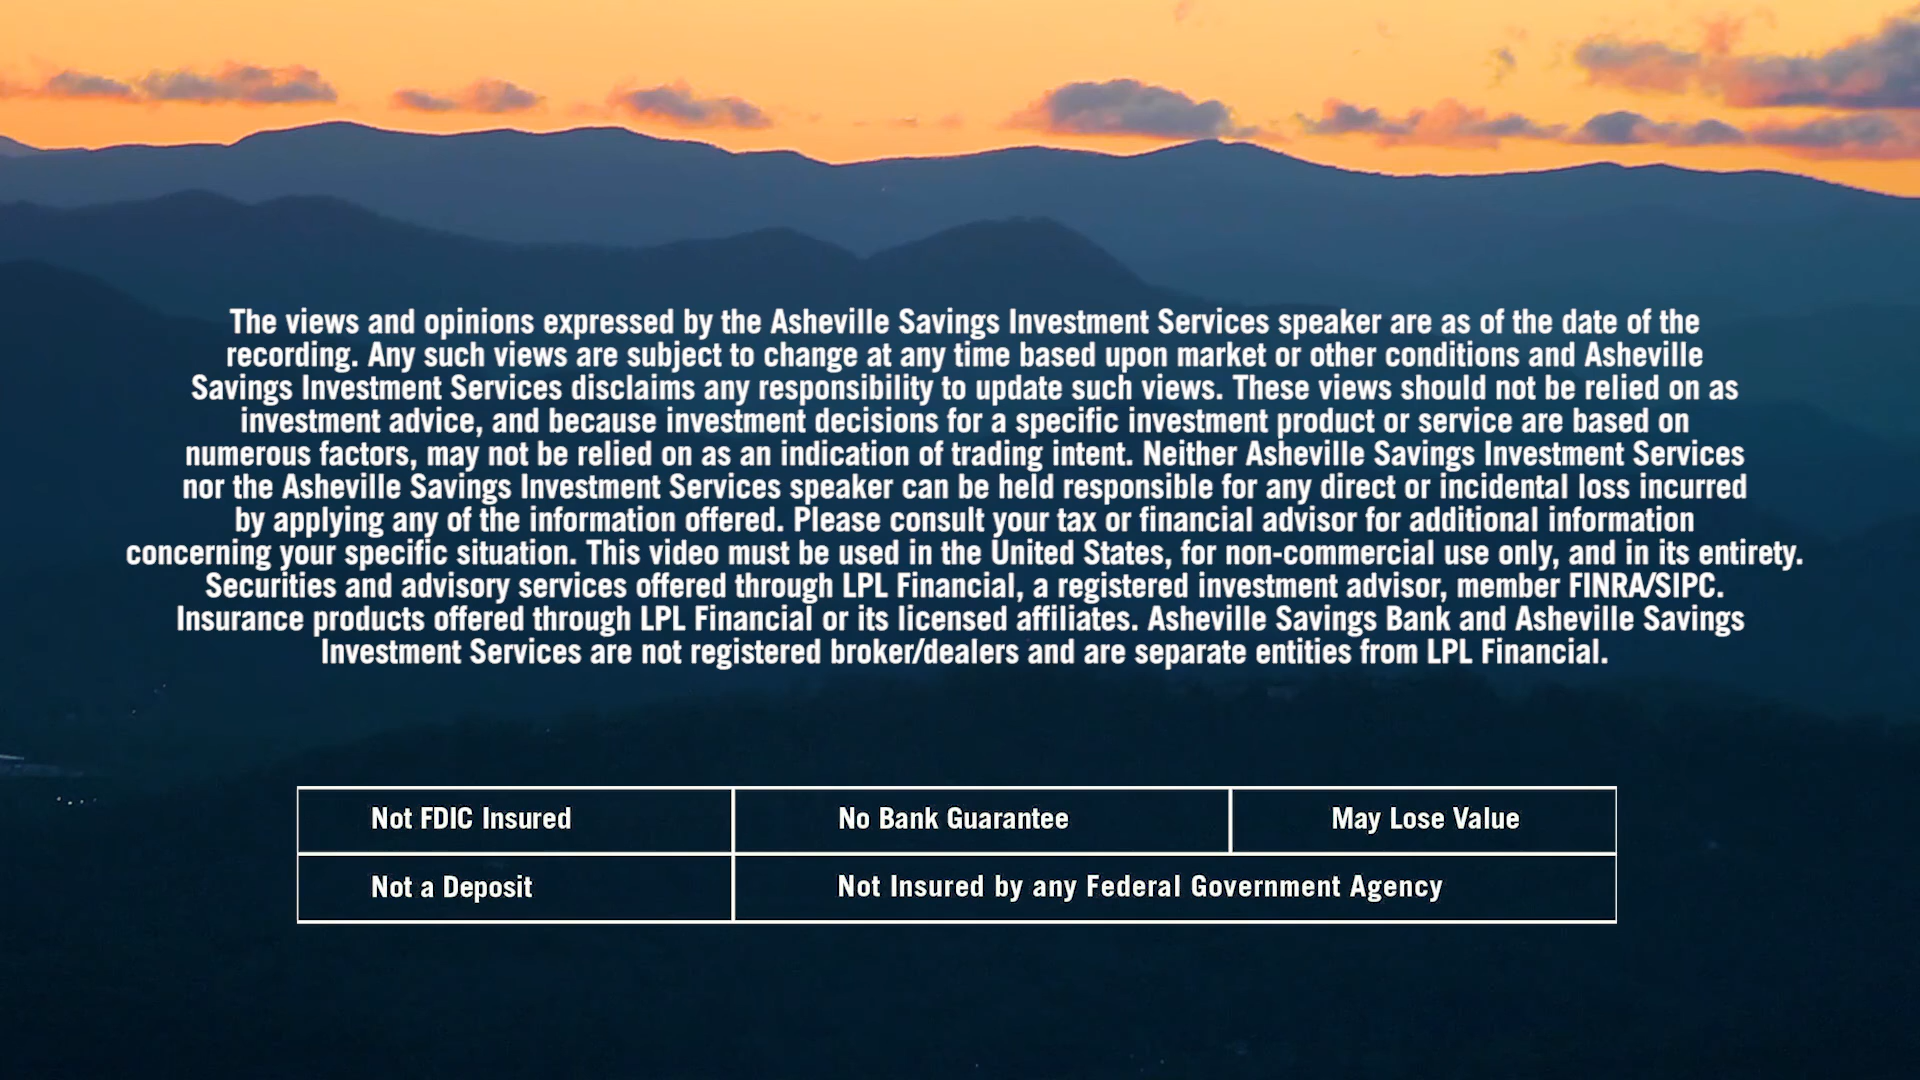 The views and opinions expressed by the Asheville Savings Investment Services speaker are as of the date of the
recording. Any such views are subject to change at any time based upon market or other conditions and Asheville
Savings Investment Services disclaims any responsibility to update such views. These views should not be relied on as
investment advice, and because investment decisions for a specific investment product or service are based on
numerous factors, may not be relied on as an indication of trading intent. Neither Asheville Savings Investment Services
nor the Asheville Savings Investment Services speaker can be held responsible for any direct or incidental loss incurred
by applying any of the information offered. Please consult your tax or financial advisor for additional information
concerning your specific situation. This video must be used in the United States, for non-commercial use only, and in its entirety.
Securities and advisory services offered through LPL Financial, a registered investment advisor, member FINRA/SIPC.
Insurance products offered through LPL Financial or its licensed affiliates. Asheville Savings Bank and Asheville Savings
Investment Services are not registered broker/dealers and are separate entities from LPL Financial.
Not FDIC Insured No Bank Guarantee May Lose Value
Not a Deposit Not Insured by any Federal Government Agency